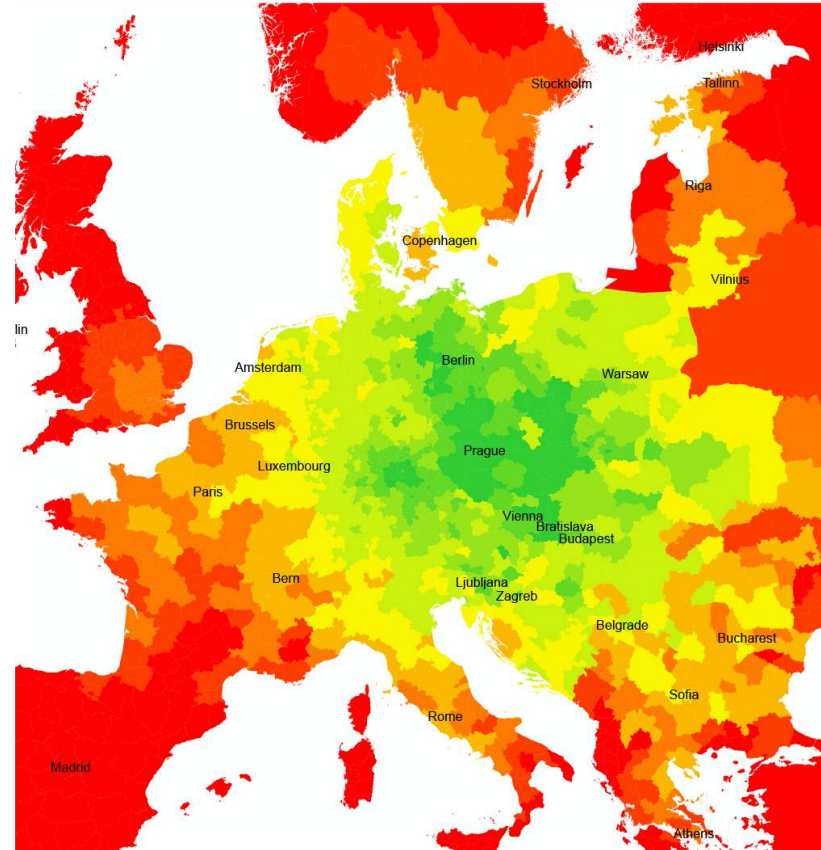 Helsinki
Stockholm
Tallinn
Riga
Copenhagen
Vilnius
lin
Berlin
Amsterdam
Warsaw
Brussels
Prague
Luxembourg
Paris
Vienna
Bratislava
Budapest
Bern
Ljubljana
Zagreb
Belgrade
Bucharest
Sofia
Rome
Madrid
Athens